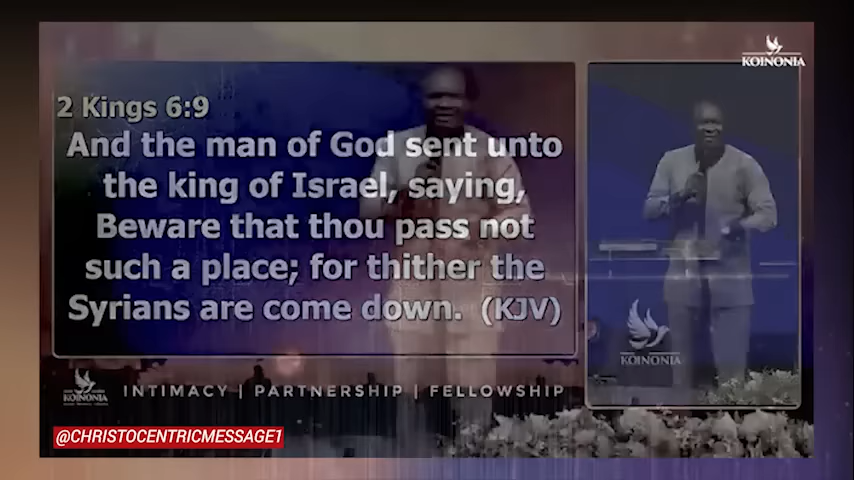 KOINONIA
2 Kings 6:9
And the man of God sent unto
the king of Israel, saying,
Beware that thou pass not
such a place; for thither the
Syrians are come down. (KJV)
KOINONIA
KOINONIA
INTIMACY | PARTNERSHIP | FELLOWSHIP
@CHRISTOCENTRICMESSAGE1